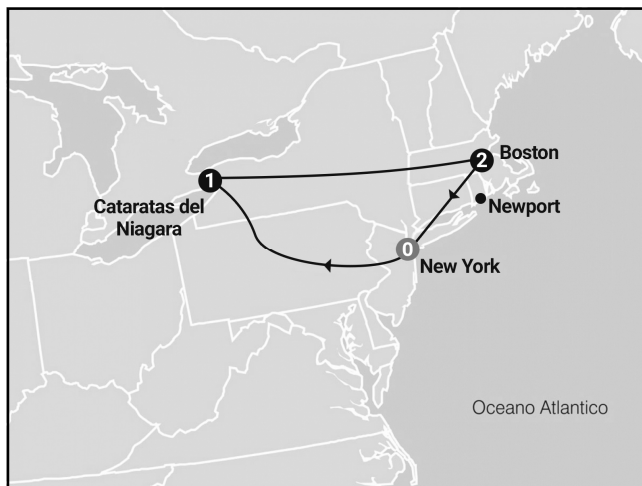 2 Boston
1
Cataratas del
Niagara
Newport
0
New York
Oceano Atlantico